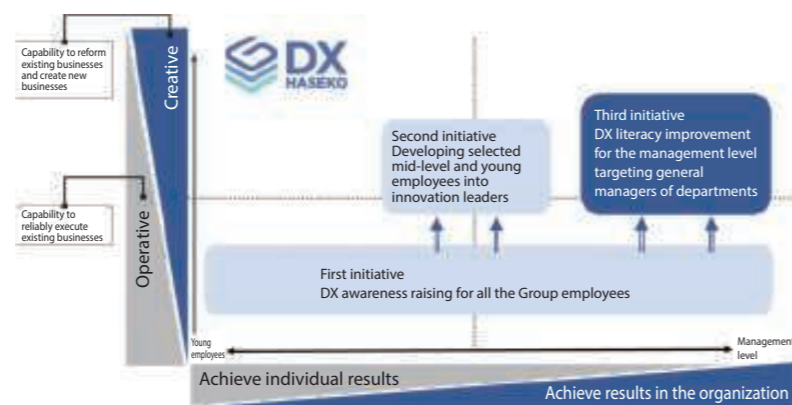 Capability to reform
existing businesses
and create new
businesses
Creative
DX
HASEKO
Second initiative
Developing selected
mid-level and young
employees into
innovation leaders
Third initiative
DX literacy improvement
for the management level
targeting general
managers of departments
Capability to
reliably execute
existing businesses
Operative
First initiative
DX awareness raising for all the Group employees
Young
employees
Management
level
Achieve individual results
Achieve results in the organization